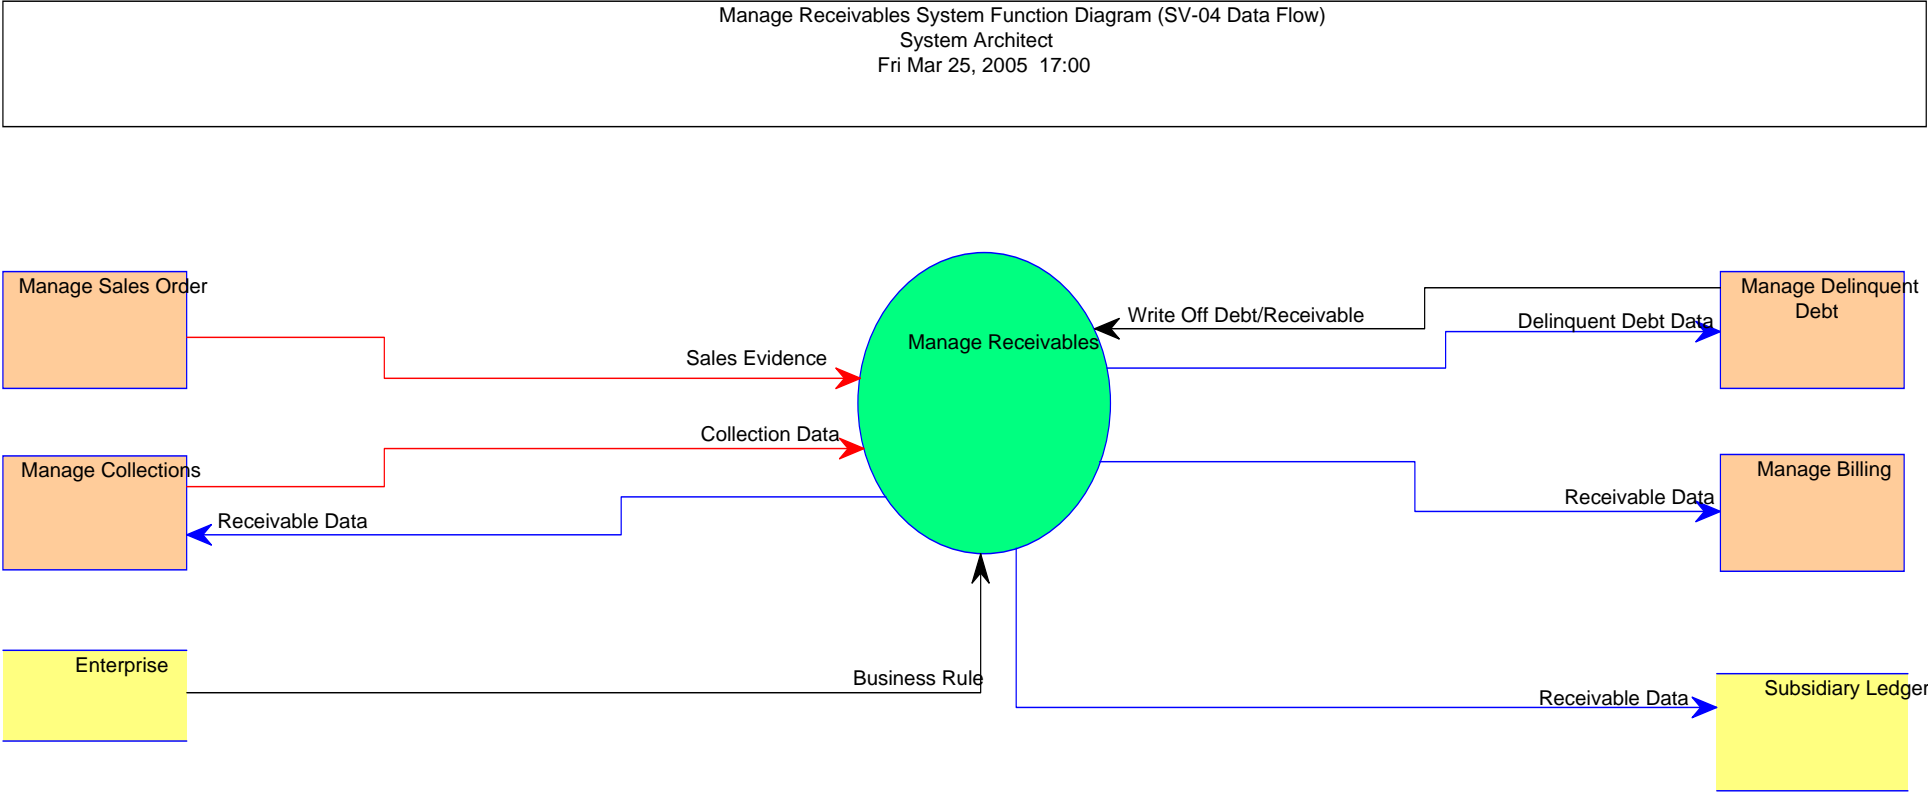 Manage Receivables System Function Diagram (SV-04 Data Flow)
System Architect
Fri Mar 25, 2005  17:00
Manage Sales Order
Manage Delinquent
Debt
Write Off Debt/Receivable
Delinquent Debt Data
Manage Receivables
Sales Evidence
Collection Data
Manage Collections
Manage Billing
Receivable Data
Receivable Data
Enterprise
Business Rule
Subsidiary Ledger
Receivable Data